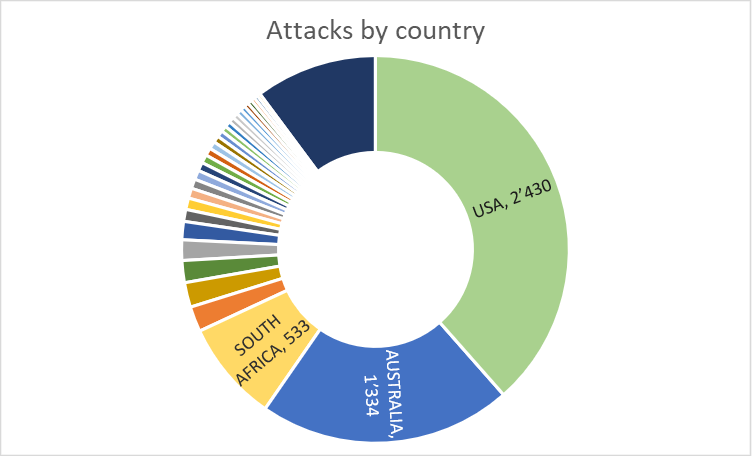 Attacks by country
USA, 2’430
SOUTH
AFRICA, 533
AUSTRALIA,
1’334